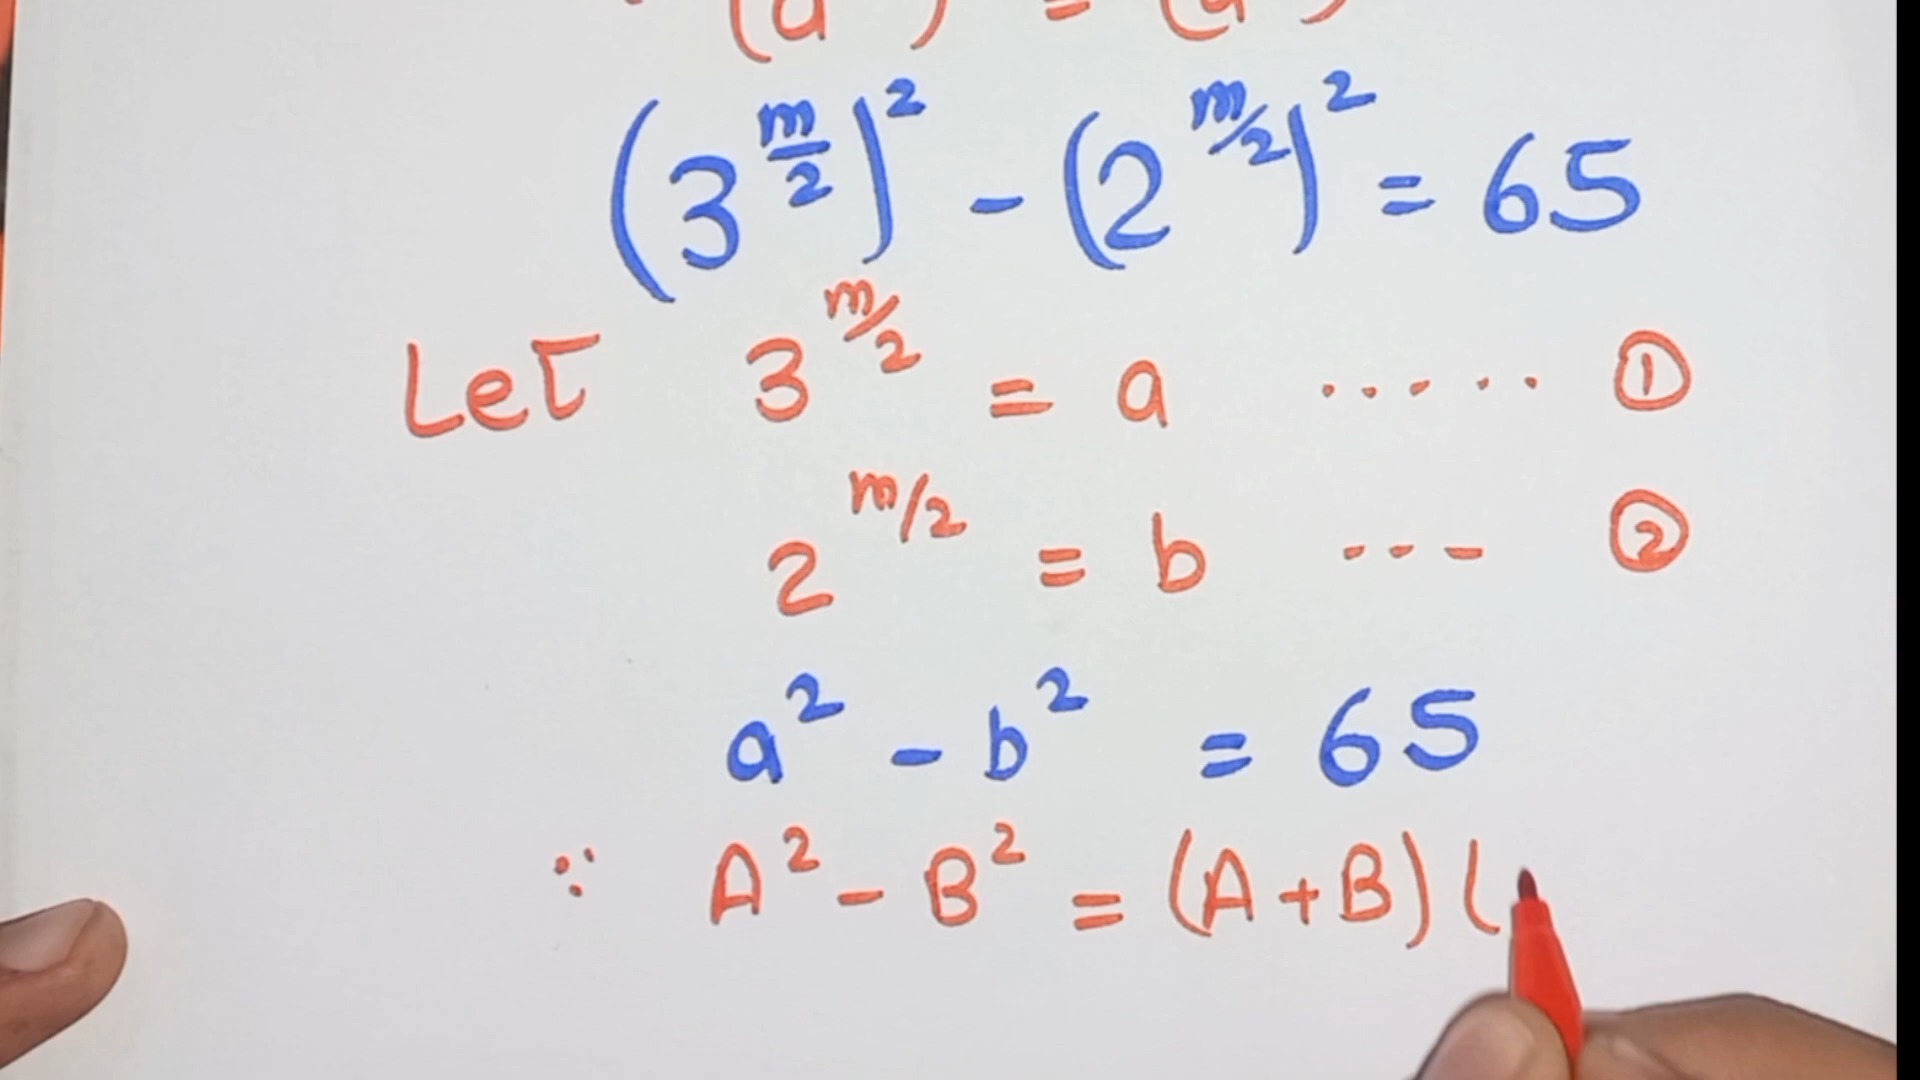 (a ) = (a )
(3^{m/2})² - (2^{m/2})² = 65
Let 3^{m/2} = a ...... ①
2^{m/2} = b --- ②
a² - b² = 65
∵ A² - B² = (A+B)(